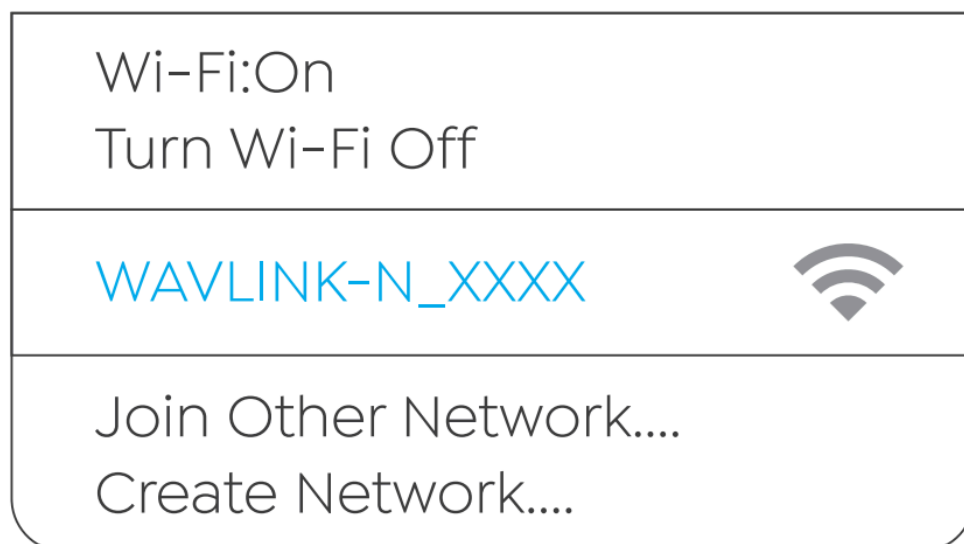 Wi-Fi:On
Turn Wi-Fi Off
WAVLINK-N_XXXX
Join Other Network....
Create Network....